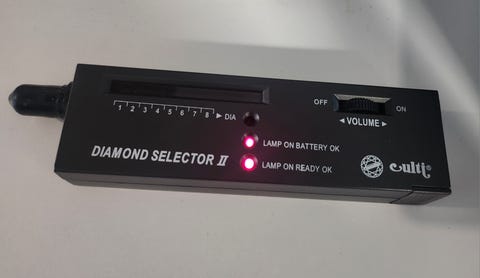 OFF ON
1 2 3 4 5 6 7 8 ▶ DIA
◀ VOLUME ▶
LAMP ON BATTERY OK
DIAMOND SELECTOR II
LAMP ON READY OK
culti®